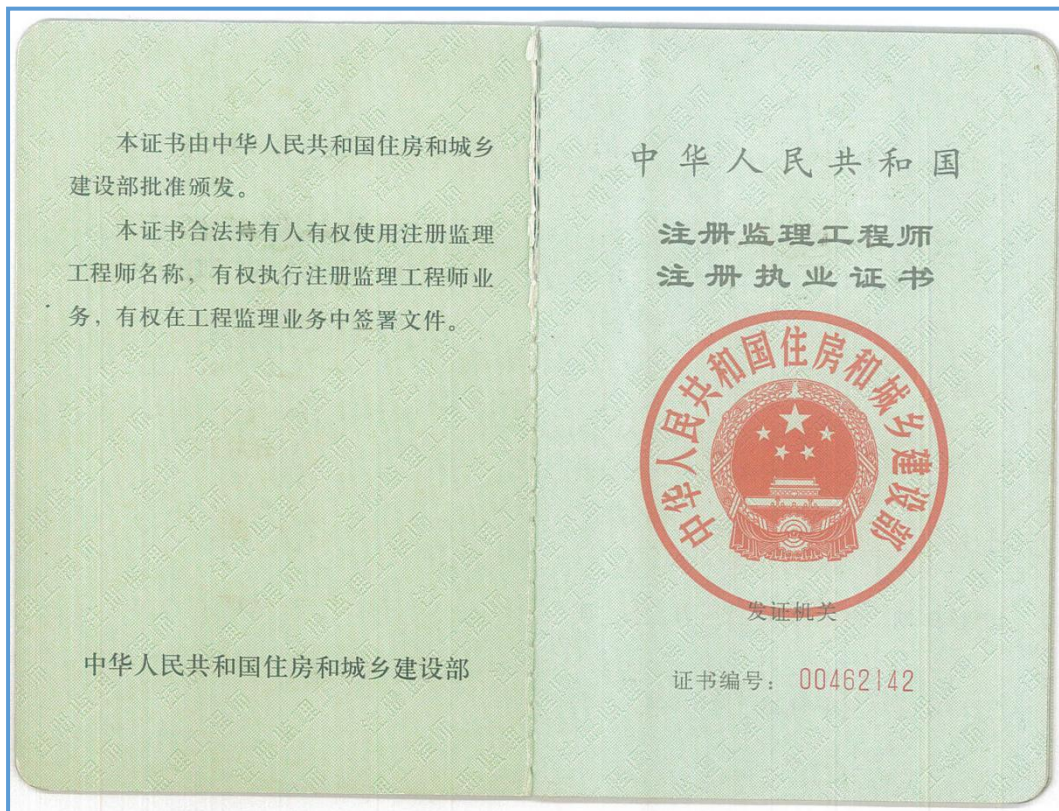 本证书由中华人民共和国住房和城乡
建设部批准颁发。
本证书合法持有人有权使用注册监理
工程师名称，有权执行注册监理工程师业
务，有权在工程监理业务中签署文件。
中华人民共和国住房和城乡建设部
中华人民共和国
注册监理工程师
注册执业证书
中华人民共和国住房和城乡建设部
发证机关
证书编号：00462142